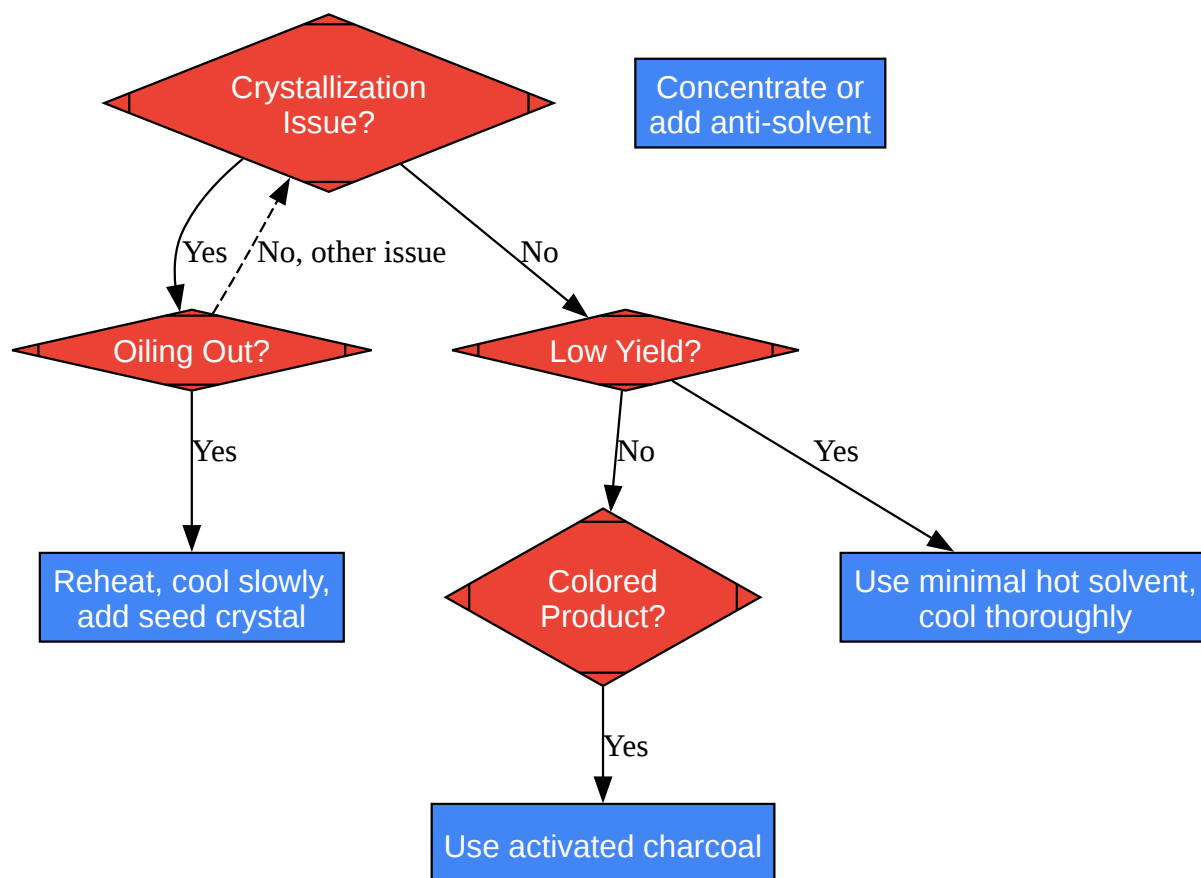 Crystallization
Issue?
Concentrate or
add anti-solvent
Yes
No, other issue
No
Oiling Out?
Low Yield?
Yes
No
Yes
Reheat, cool slowly,
add seed crystal
Colored
Product?
Use minimal hot solvent,
cool thoroughly
Yes
Use activated charcoal